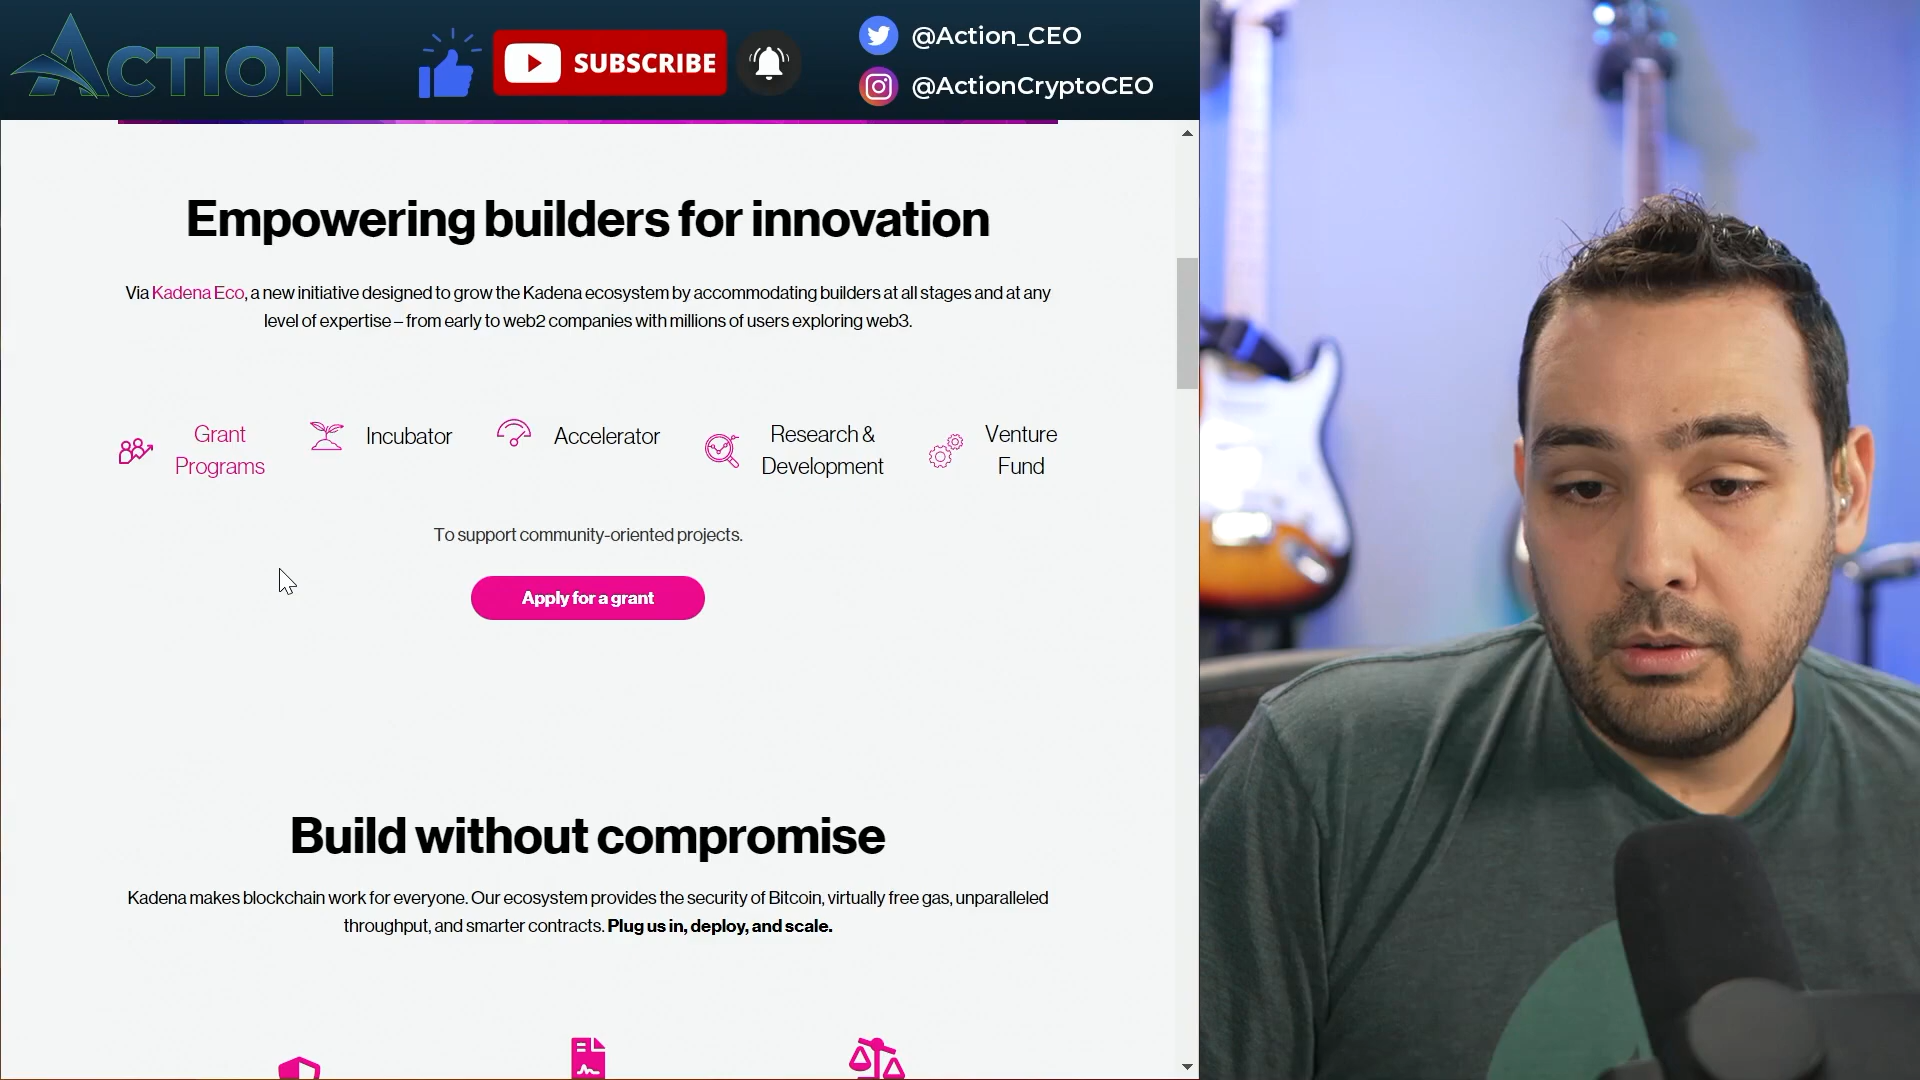 ACTION
SUBSCRIBE
@Action_CEO
@ActionCryptoCEO
Empowering builders for innovation
Via Kadena Eco, a new initiative designed to grow the Kadena ecosystem by accommodating builders at all stages and at any
level of expertise – from early to web2 companies with millions of users exploring web3.
Grant
Programs
Incubator
Accelerator
Research &
Development
Venture
Fund
To support community-oriented projects.
Apply for a grant
Build without compromise
Kadena makes blockchain work for everyone. Our ecosystem provides the security of Bitcoin, virtually free gas, unparalleled
throughput, and smarter contracts. Plug us in, deploy, and scale.